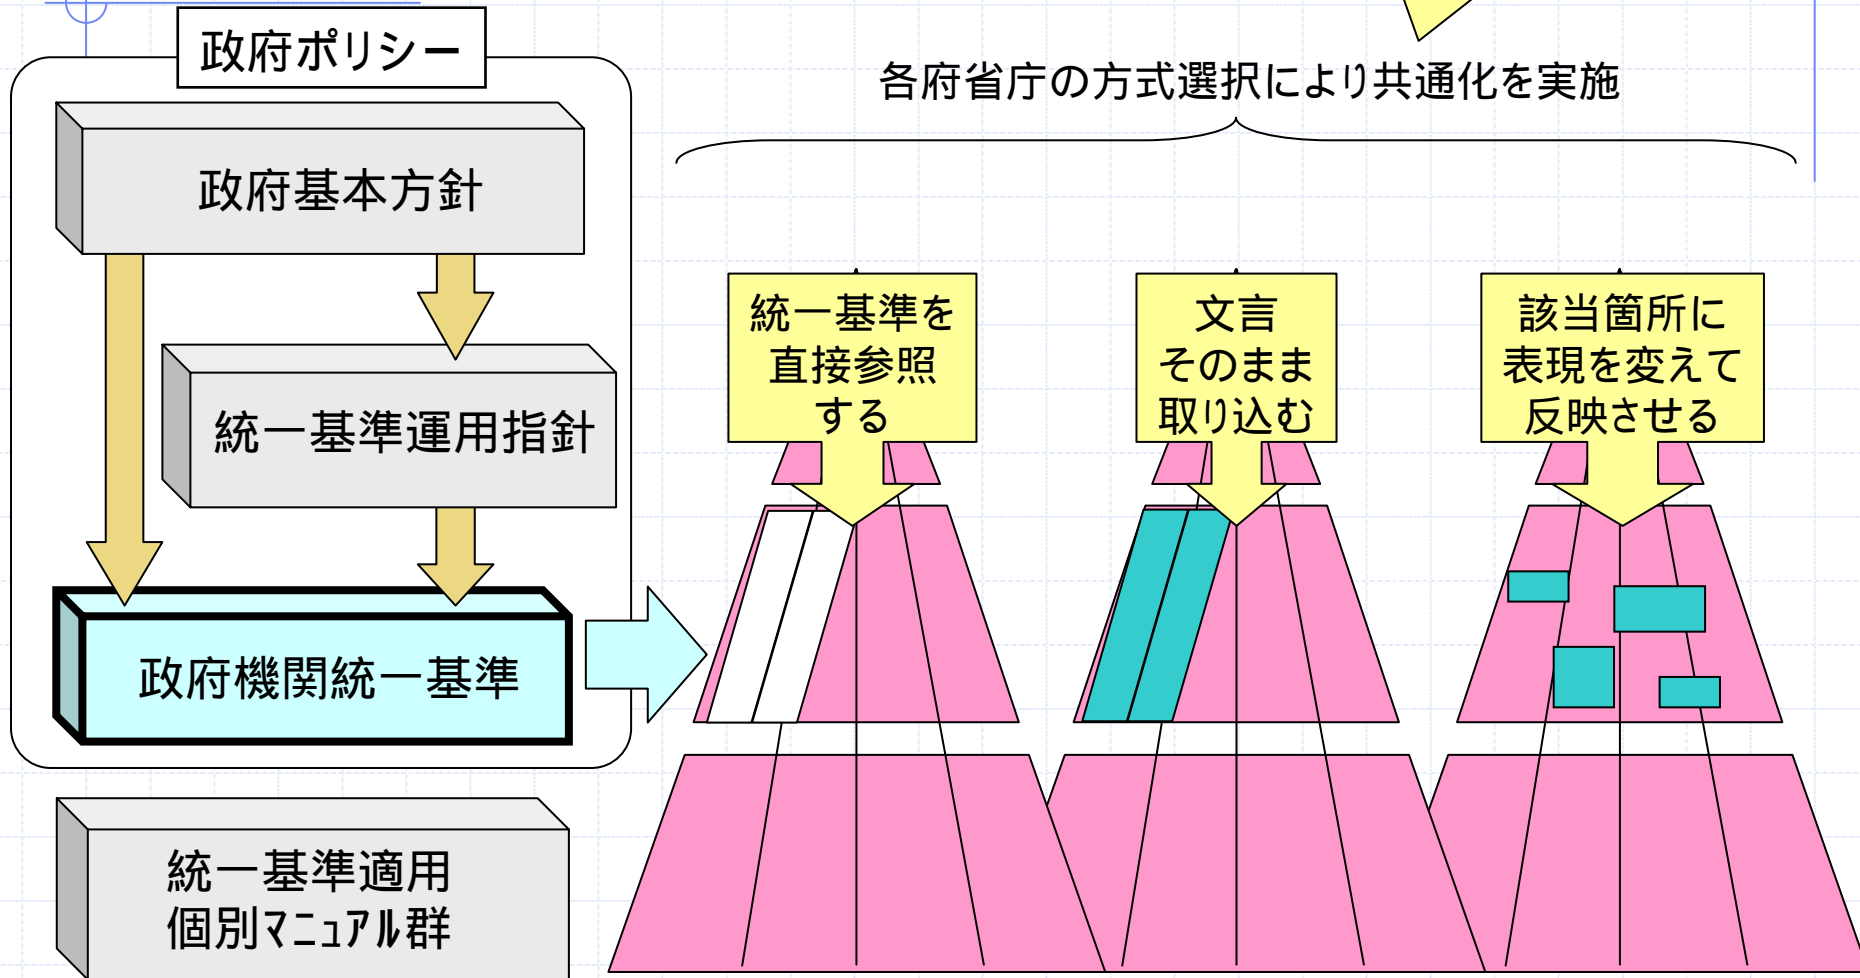 政府ポリシー
各府省庁の方式選択により共通化を実施
政府基本方針
統一基準運用指針
政府機関統一基準
統一基準適用
個別ﾏﾆｭｱﾙ群
統一基準を
直接参照
する
文言
そのまま
取り込む
該当箇所に
表現を変えて
反映させる